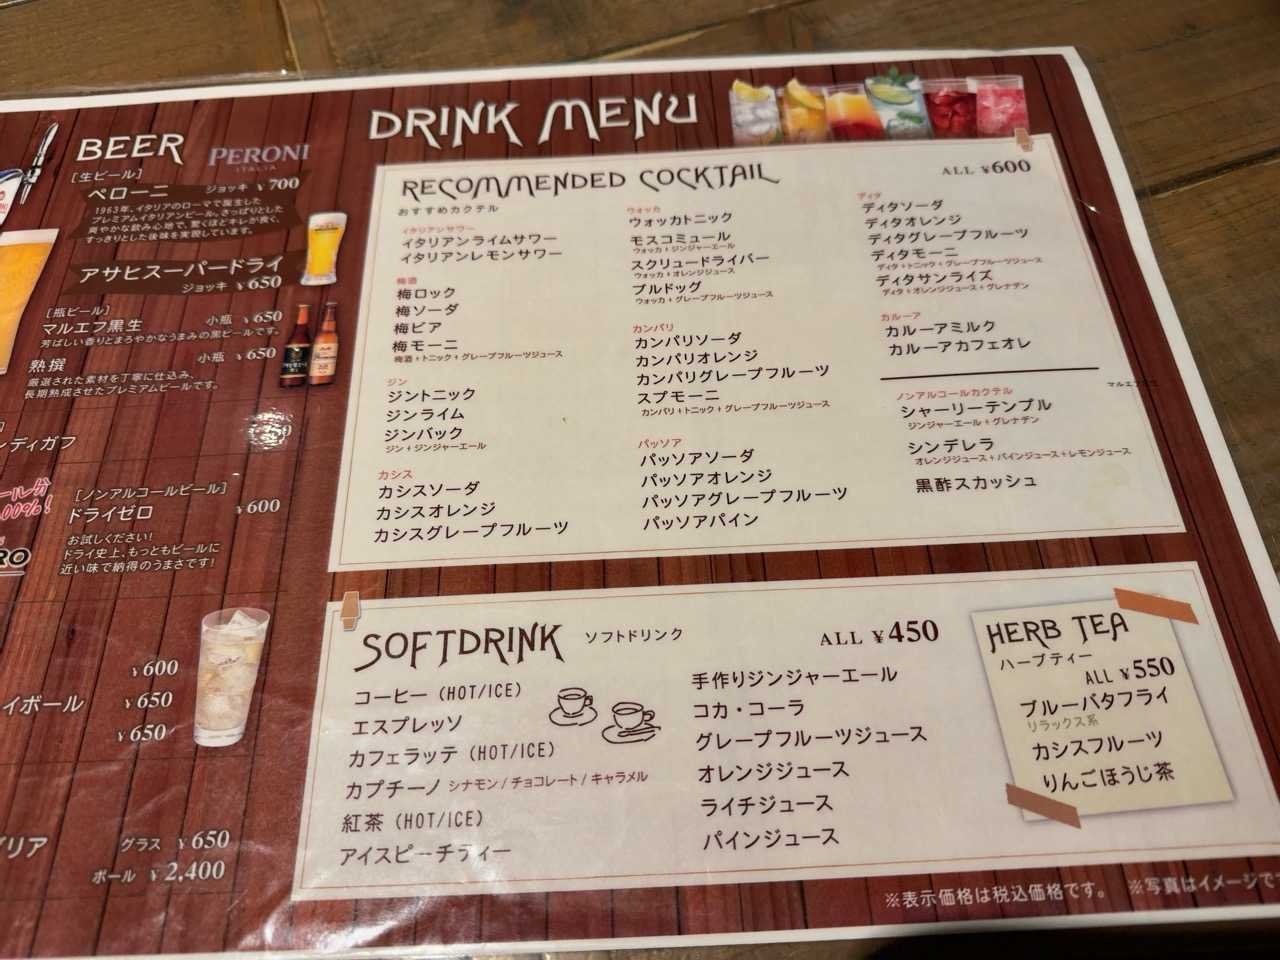 DRINK MENU
BEER
PERONI
ITALIA
[生ビール]
ペローニ ジョッキ ¥700
1963年、イタリアのローマで誕生した
プレミアムイタリアンビール。さっぱりとした
爽やかな飲み心地で、驚くほどキレが良く、
すっきりとした後味を実現しています。
アサヒスーパードライ
ジョッキ ¥650
[瓶ビール]
マルエフ黒生 小瓶 ¥650
芳ばしい香りとまろやかなうまみの黒ビールです。
熟撰 小瓶 ¥650
厳選された素材を丁寧に仕込み、
長期熟成させたプレミアムビールです。
ンディガフ
ール分
.00%!
[ノンアルコールビール]
ドライゼロ ¥600
お試しください!
ドライ史上、もっともビールに
近い味で納得のうまさです!
RO
¥600
イボール ¥650
¥650
グリア グラス ¥650
ボール ¥2,400
RECOMMENDED COCKTAIL
ALL ¥600
おすすめカクテル
イタリアンサワー
イタリアンライムサワー
イタリアンレモンサワー
梅酒
梅ロック
梅ソーダ
梅ビア
梅モーニ
梅酒+トニック+グレープフルーツジュース
ジン
ジントニック
ジンライム
ジンバック
ジン+ジンジャーエール
カシス
カシスソーダ
カシスオレンジ
カシスグレープフルーツ
ウォッカ
ウォッカトニック
モスコミュール
ウォッカ+ジンジャーエール
スクリュードライバー
ウォッカ+オレンジジュース
ブルドッグ
ウォッカ+グレープフルーツジュース
カンパリ
カンパリソーダ
カンパリオレンジ
カンパリグレープフルーツ
スプモーニ
カンパリ+トニック+グレープフルーツジュース
パッソア
パッソアソーダ
パッソアオレンジ
パッソアグレープフルーツ
パッソアパイン
ディタ
ディタソーダ
ディタオレンジ
ディタグレープフルーツ
ディタモーニ
ディタ+トニック+グレープフルーツジュース
ディタサンライズ
ディタ+オレンジジュース+グレナデン
カルーア
カルーアミルク
カルーアカフェオレ
ノンアルコールカクテル
シャーリーテンプル
ジンジャーエール+グレナデン
シンデレラ
オレンジジュース+パインジュース+レモンジュース
黒酢スカッシュ
SOFTDRINK ソフトドリンク ALL ¥450
コーヒー (HOT/ICE)
エスプレッソ
カフェラッテ (HOT/ICE)
カプチーノ シナモン/チョコレート/キャラメル
紅茶 (HOT/ICE)
アイスピーチティー
手作りジンジャーエール
コカ・コーラ
グレープフルーツジュース
オレンジジュース
ライチジュース
パインジュース
HERB TEA
ハーブティー
ALL ¥550
ブルーバタフライ
リラックス系
カシスフルーツ
りんごほうじ茶
※表示価格は税込価格です。 ※写真はイメージで